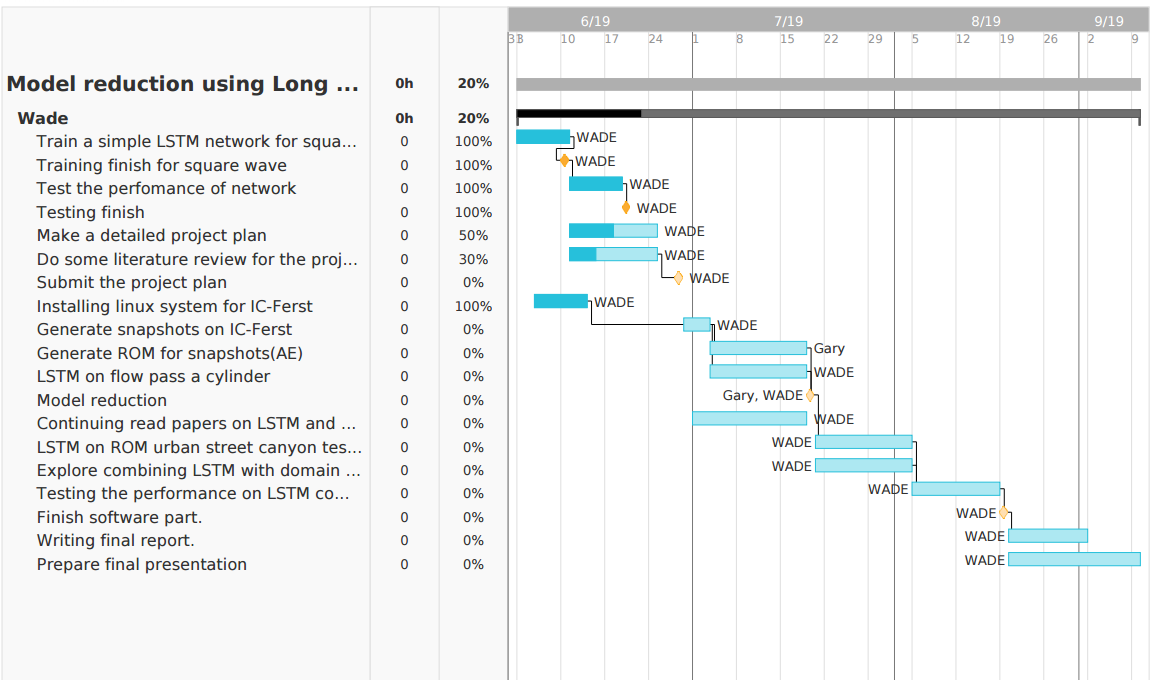 6/19 7/19 8/19 9/19
31 3 10 17 24 1 8 15 22 29 5 12 19 26 2 9
Model reduction using Long ... 0h 20%
Wade 0h 20%
Train a simple LSTM network for squa... 0 100% WADE
Training finish for square wave 0 100% WADE
Test the perfomance of network 0 100% WADE
Testing finish 0 100% WADE
Make a detailed project plan 0 50% WADE
Do some literature review for the proj... 0 30% WADE
Submit the project plan 0 0% WADE
Installing linux system for IC-Ferst 0 100% WADE
Generate snapshots on IC-Ferst 0 0% WADE
Generate ROM for snapshots(AE) 0 0% Gary
LSTM on flow pass a cylinder 0 0% WADE
Model reduction 0 0% Gary, WADE
Continuing read papers on LSTM and ... 0 0% WADE
LSTM on ROM urban street canyon tes... 0 0% WADE
Explore combining LSTM with domain ... 0 0% WADE
Testing the performance on LSTM co... 0 0% WADE
Finish software part. 0 0% WADE
Writing final report. 0 0% WADE
Prepare final presentation 0 0% WADE